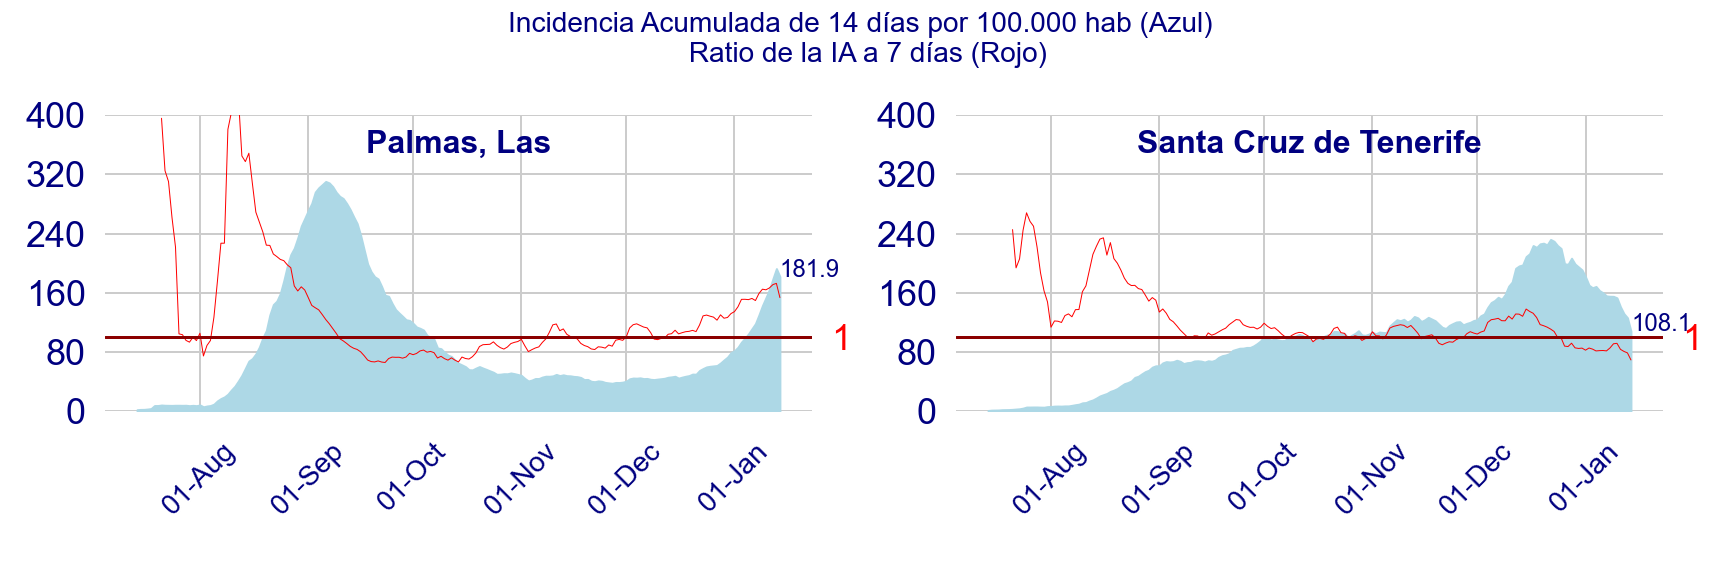 Incidencia Acumulada de 14 días por 100.000 hab (Azul)
Ratio de la IA a 7 días (Rojo)
Palmas, Las
400
320
240
160
80
0
181.9
1
01-Aug
01-Sep
01-Oct
01-Nov
01-Dec
01-Jan
Santa Cruz de Tenerife
400
320
240
160
80
0
108.1
1
01-Aug
01-Sep
01-Oct
01-Nov
01-Dec
01-Jan